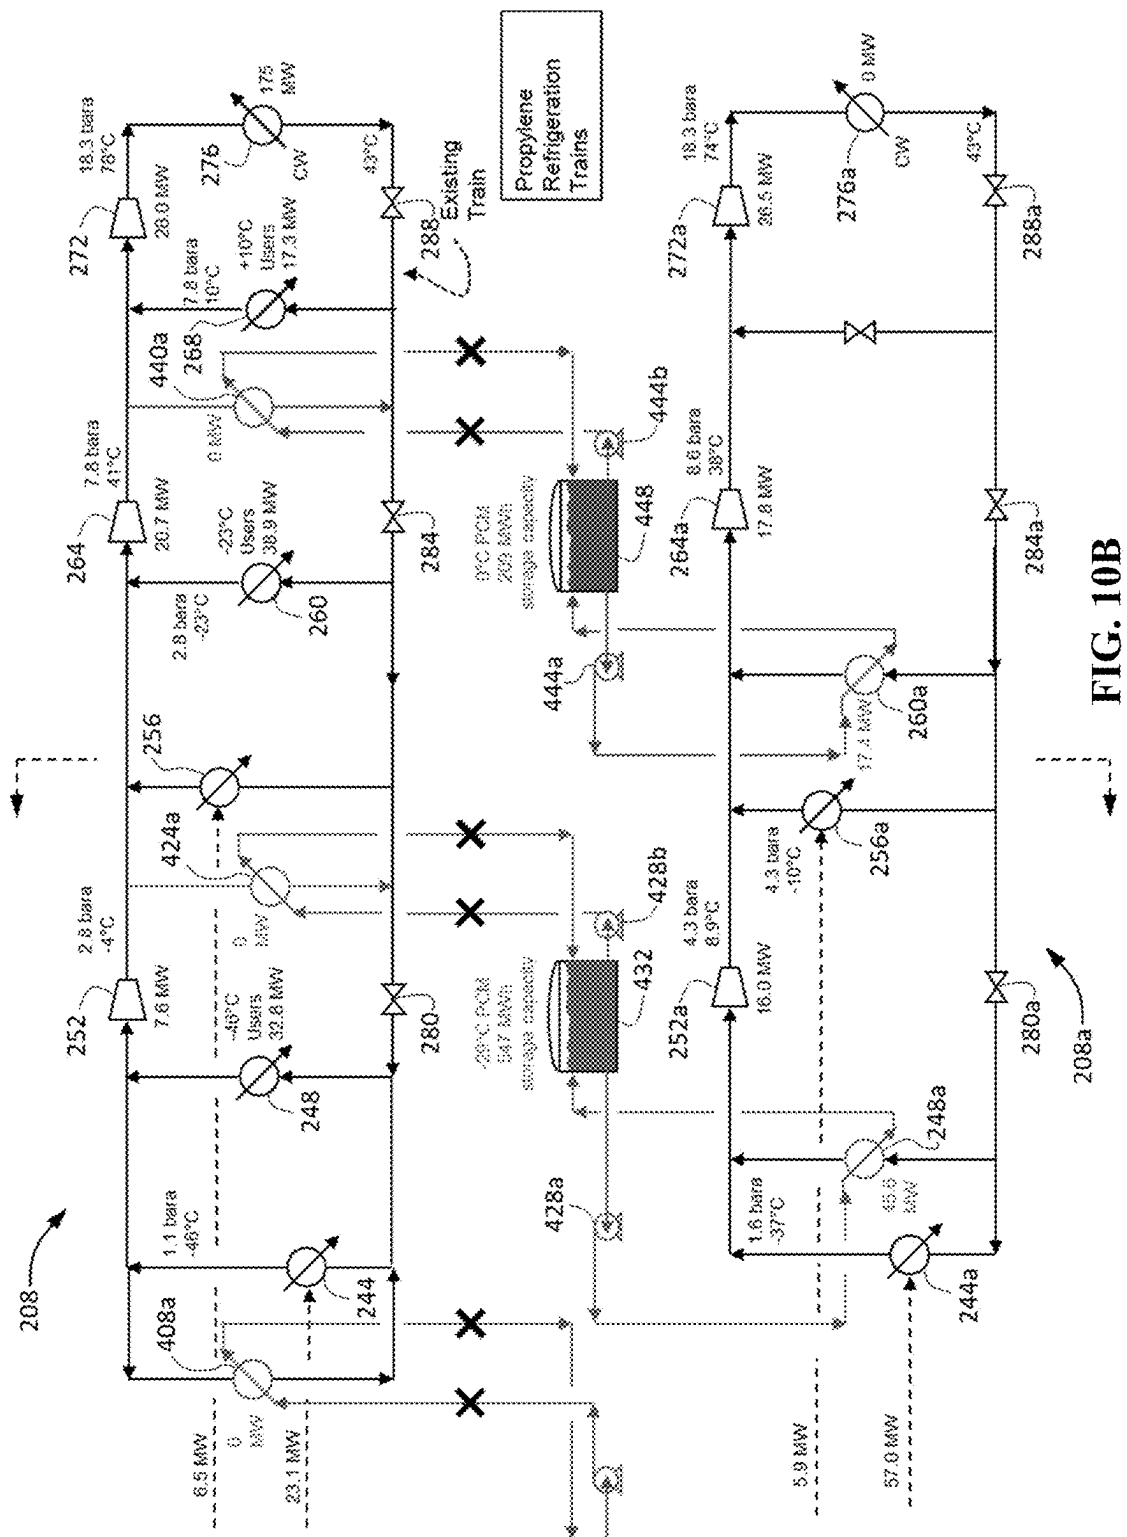 208
6.5 MW
0
MW
23.1 MW
408a
1.1 bara
-46°C
244
-40°C
Users
32.8 MW
248
252
7.6 MW
2.8 bara
-4°C
0
MW
424a
256
280
2.8 bara
-23°C
-23°C
Users
38.9 MW
260
264
20.7 MW
7.8 bara
41°C
284
0 MW
440a
268
7.8 bara
10°C
+10°C
Users
17.3 MW
272
28.0 MW
18.3 bara
78°C
276
175
MW
CW
43°C
288
Existing
Train
Propylene
Refrigeration
Trains
428a
-29°C PCM
547 MWh
storage capacity
432
428b
444a
0°C PCM
209 MWh
storage capacity
448
444b
5.9 MW
57.0 MW
244a
1.6 bara
-37°C
45.6
MW
248a
252a
16.0 MW
4.3 bara
8.9°C
280a
208a
4.3 bara
-10°C
256a
17.4 MW
260a
264a
17.8 MW
8.6 bara
38°C
284a
272a
36.5 MW
18.3 bara
74°C
276a
0 MW
CW
43°C
288a
FIG. 10B